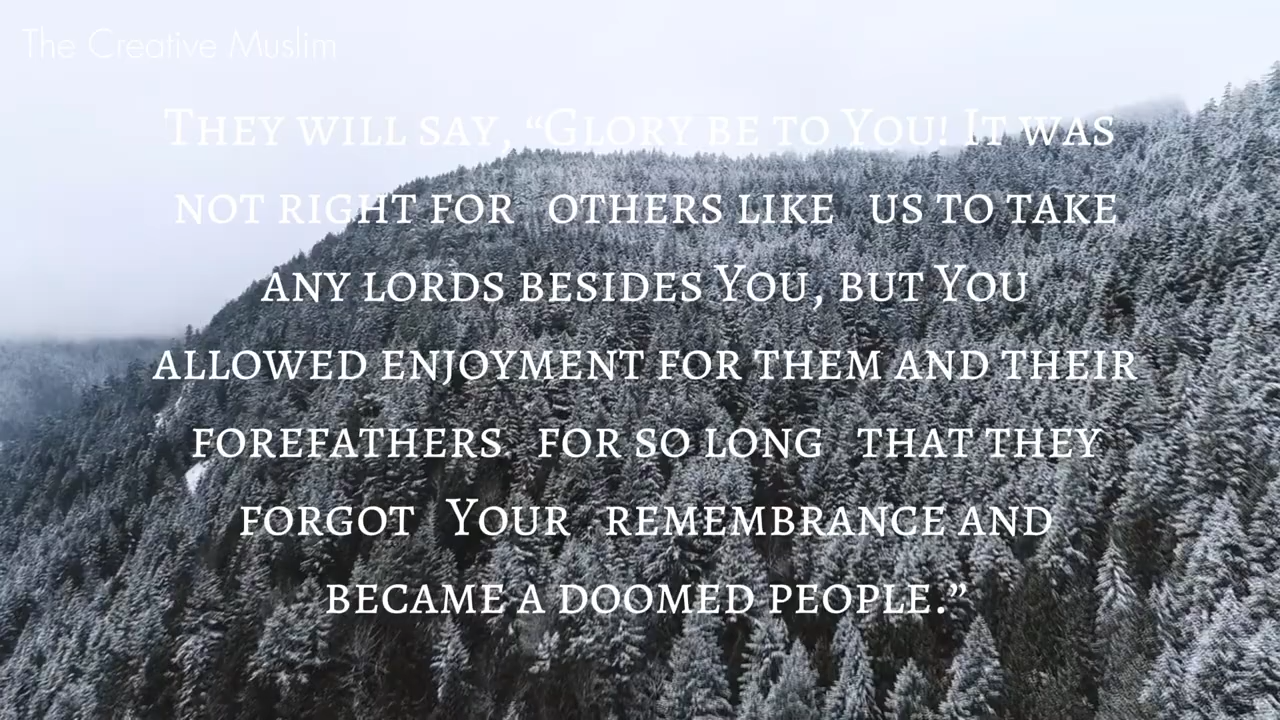 The Creative Muslim
They will say, “Glory be to You! It was
not right for others like us to take
any lords besides You, but You
allowed enjoyment for them and their
forefathers for so long that they
forgot Your remembrance and
became a doomed people.”